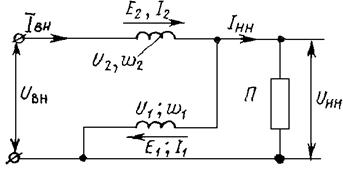 E₂, I₂
İвн
Iнн
U₂, w₂
Uвн
U₁; w₁
П
Uнн
E₁; I₁